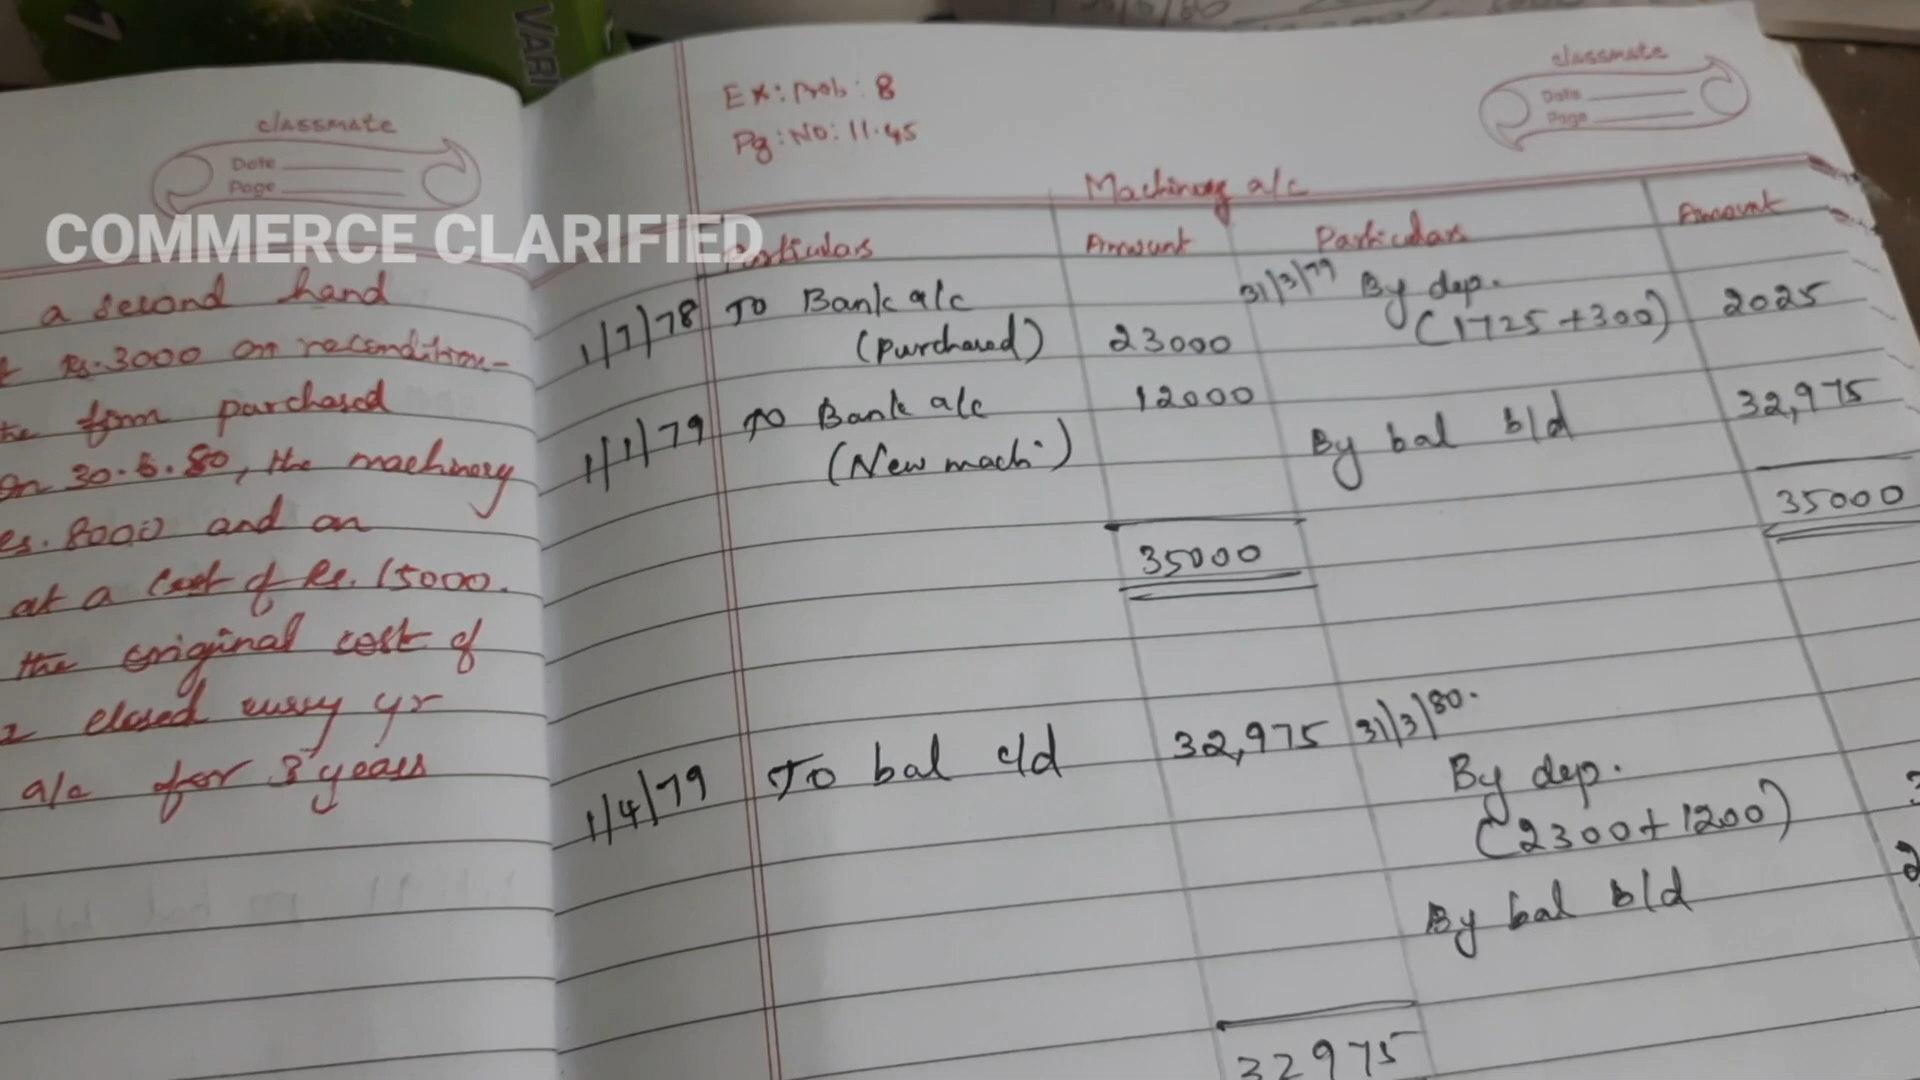 VARI
classmate
Date
Page
COMMERCE CLARIFIED
a second hand
Rs.3000 on recondition-
the firm purchased
On 30.6.80, the machinery
Rs. 8000 and an
at a cost of Rs. 15000.
the original cost of
closed every yr
a/c for 3 years
Ex: Prob: 8
Pg: No: 11.45
classmate
Date
Page
Machinery a/c
Particulars Amount Particulars Amount
1/7/78 To Bank a/c 31/3/79 By dep.
(purchased) 23000 (1725+300) 2025
1/1/79 To Bank a/c 12000 By bal b/d 32,975
(New mach.)
35000 35000
1/4/79 To bal c/d 32,975 31/3/80.
By dep.
(2300+1200)
By bal b/d
32975